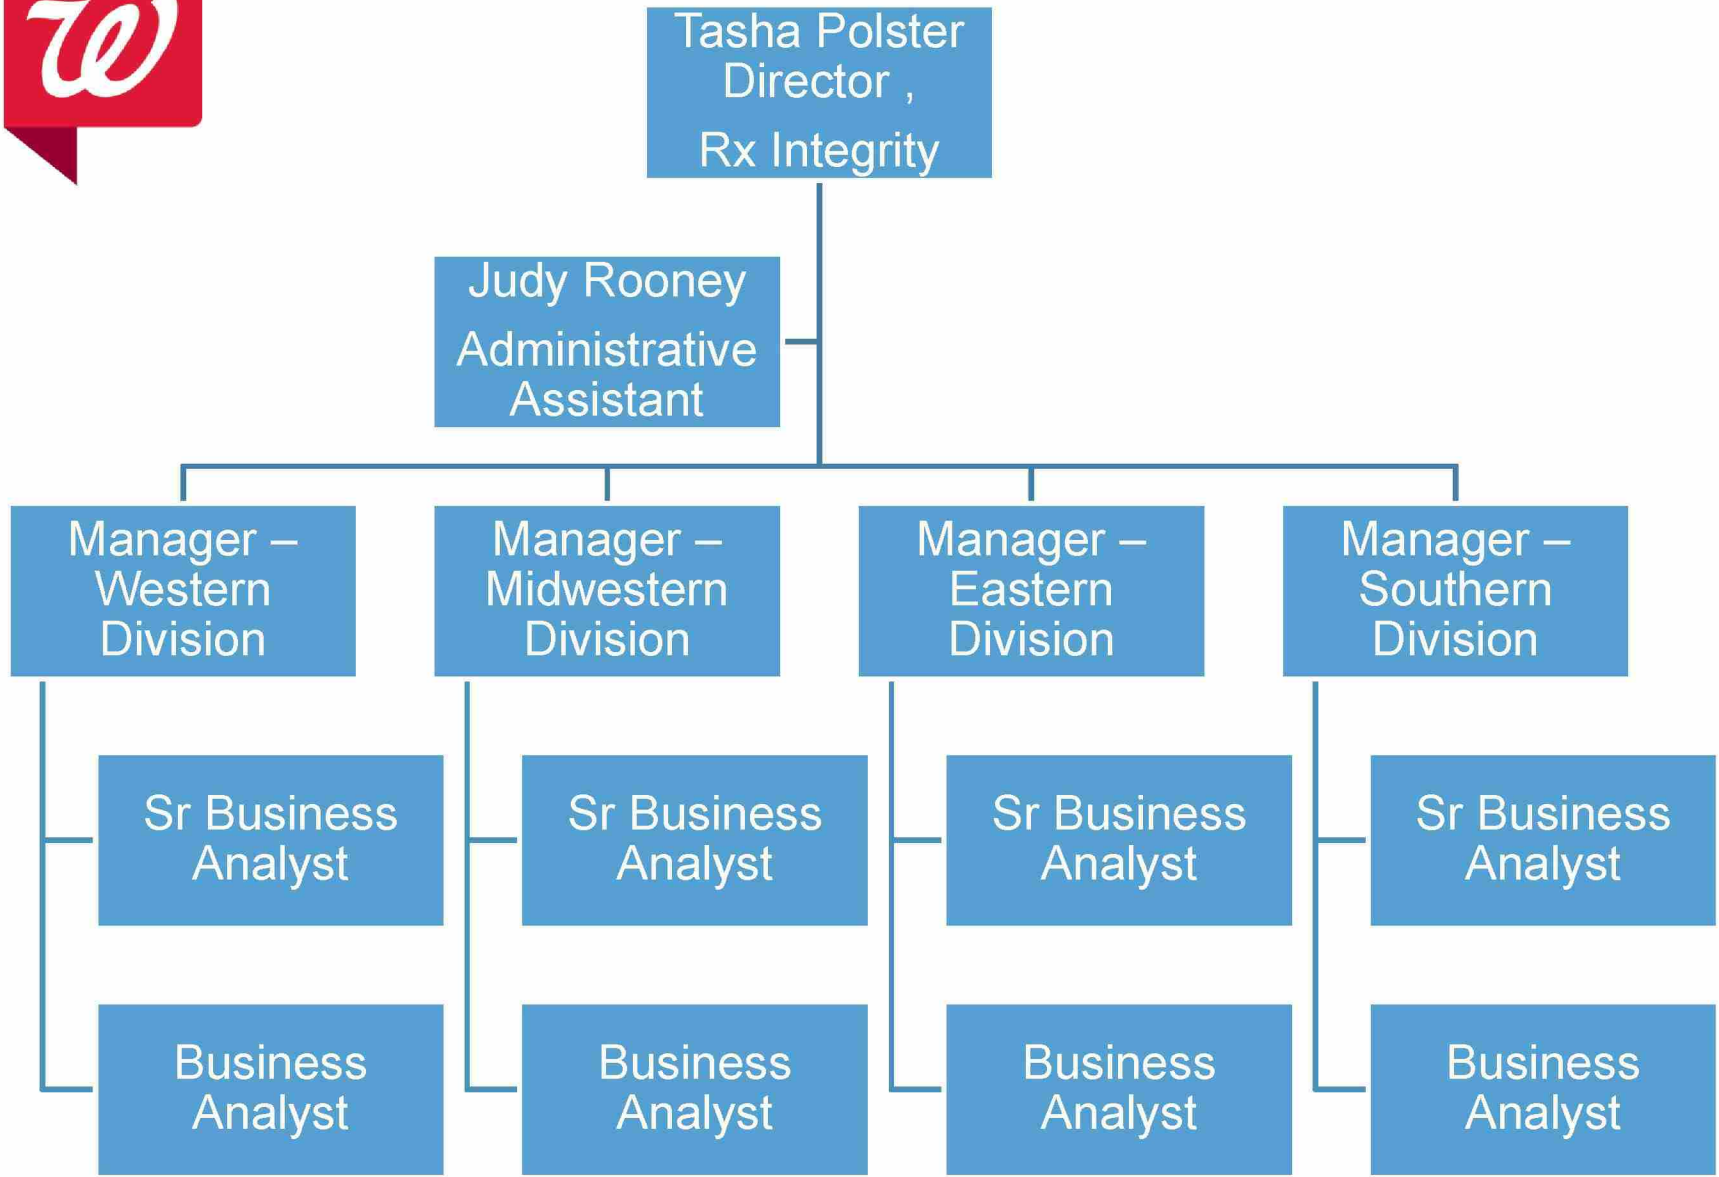 Tasha Polster
Director ,
Rx Integrity
Judy Rooney
Administrative
Assistant
Manager –
Western
Division
Manager –
Midwestern
Division
Manager –
Eastern
Division
Manager –
Southern
Division
Sr Business
Analyst
Sr Business
Analyst
Sr Business
Analyst
Sr Business
Analyst
Business
Analyst
Business
Analyst
Business
Analyst
Business
Analyst